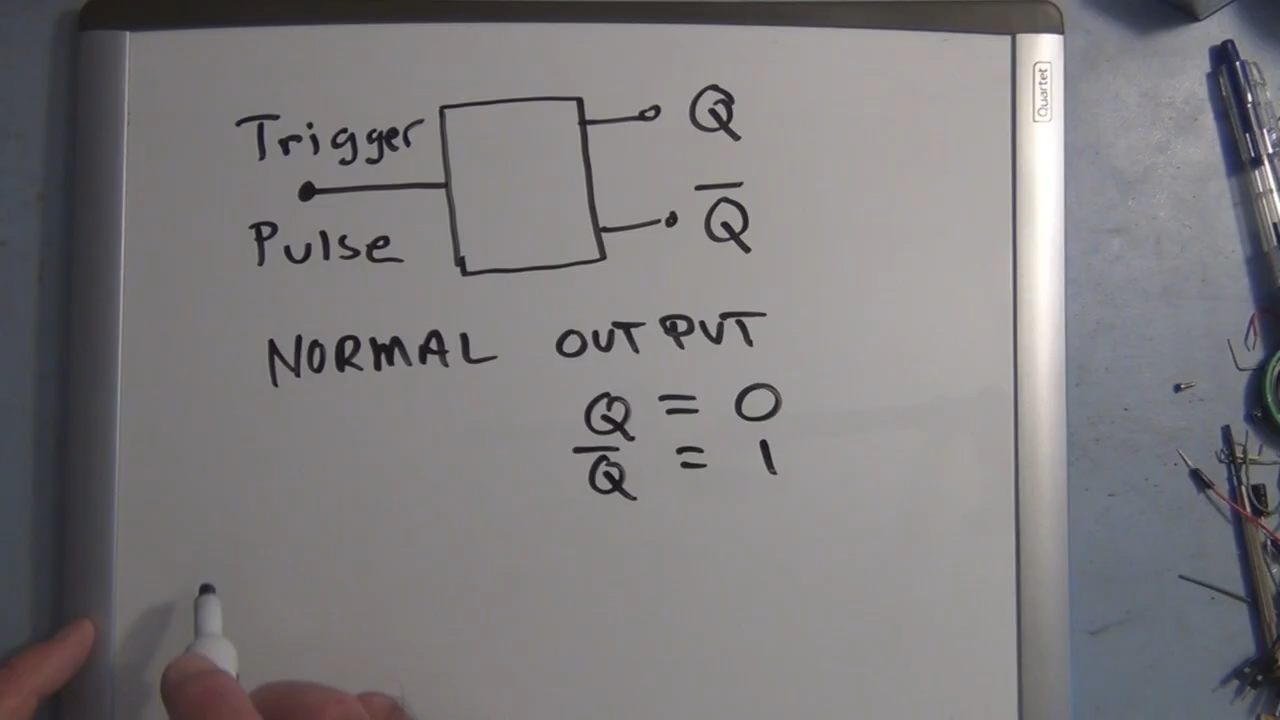 Trigger
Pulse
Q
Q̅
NORMAL OUTPUT
Q = 0
Q̅ = 1
Quartet